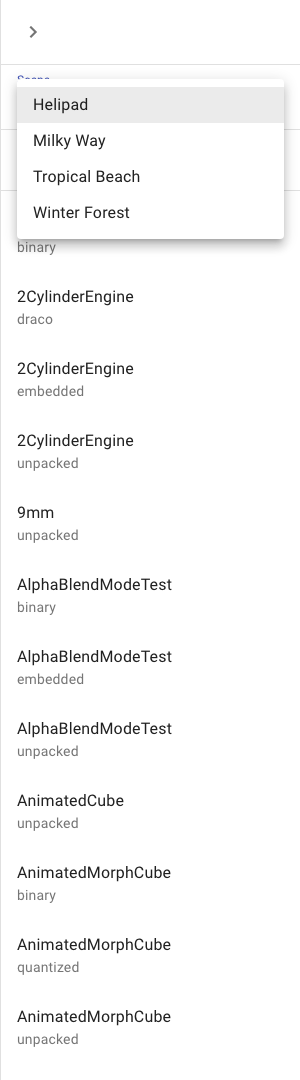 Helipad
Milky Way
Tropical Beach
Winter Forest
binary
2CylinderEngine
draco
2CylinderEngine
embedded
2CylinderEngine
unpacked
9mm
unpacked
AlphaBlendModeTest
binary
AlphaBlendModeTest
embedded
AlphaBlendModeTest
unpacked
AnimatedCube
unpacked
AnimatedMorphCube
binary
AnimatedMorphCube
quantized
AnimatedMorphCube
unpacked